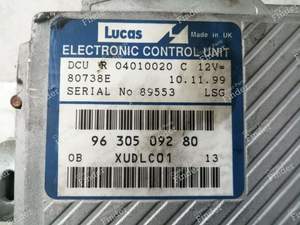 Lucas
Made in UK
ELECTRONIC CONTROL UNIT
DCU R 04010020 C 12V=
80738E 10.11.99
SERIAL No 89553 LSG
96 305 092 80
0B XUDLC01 13